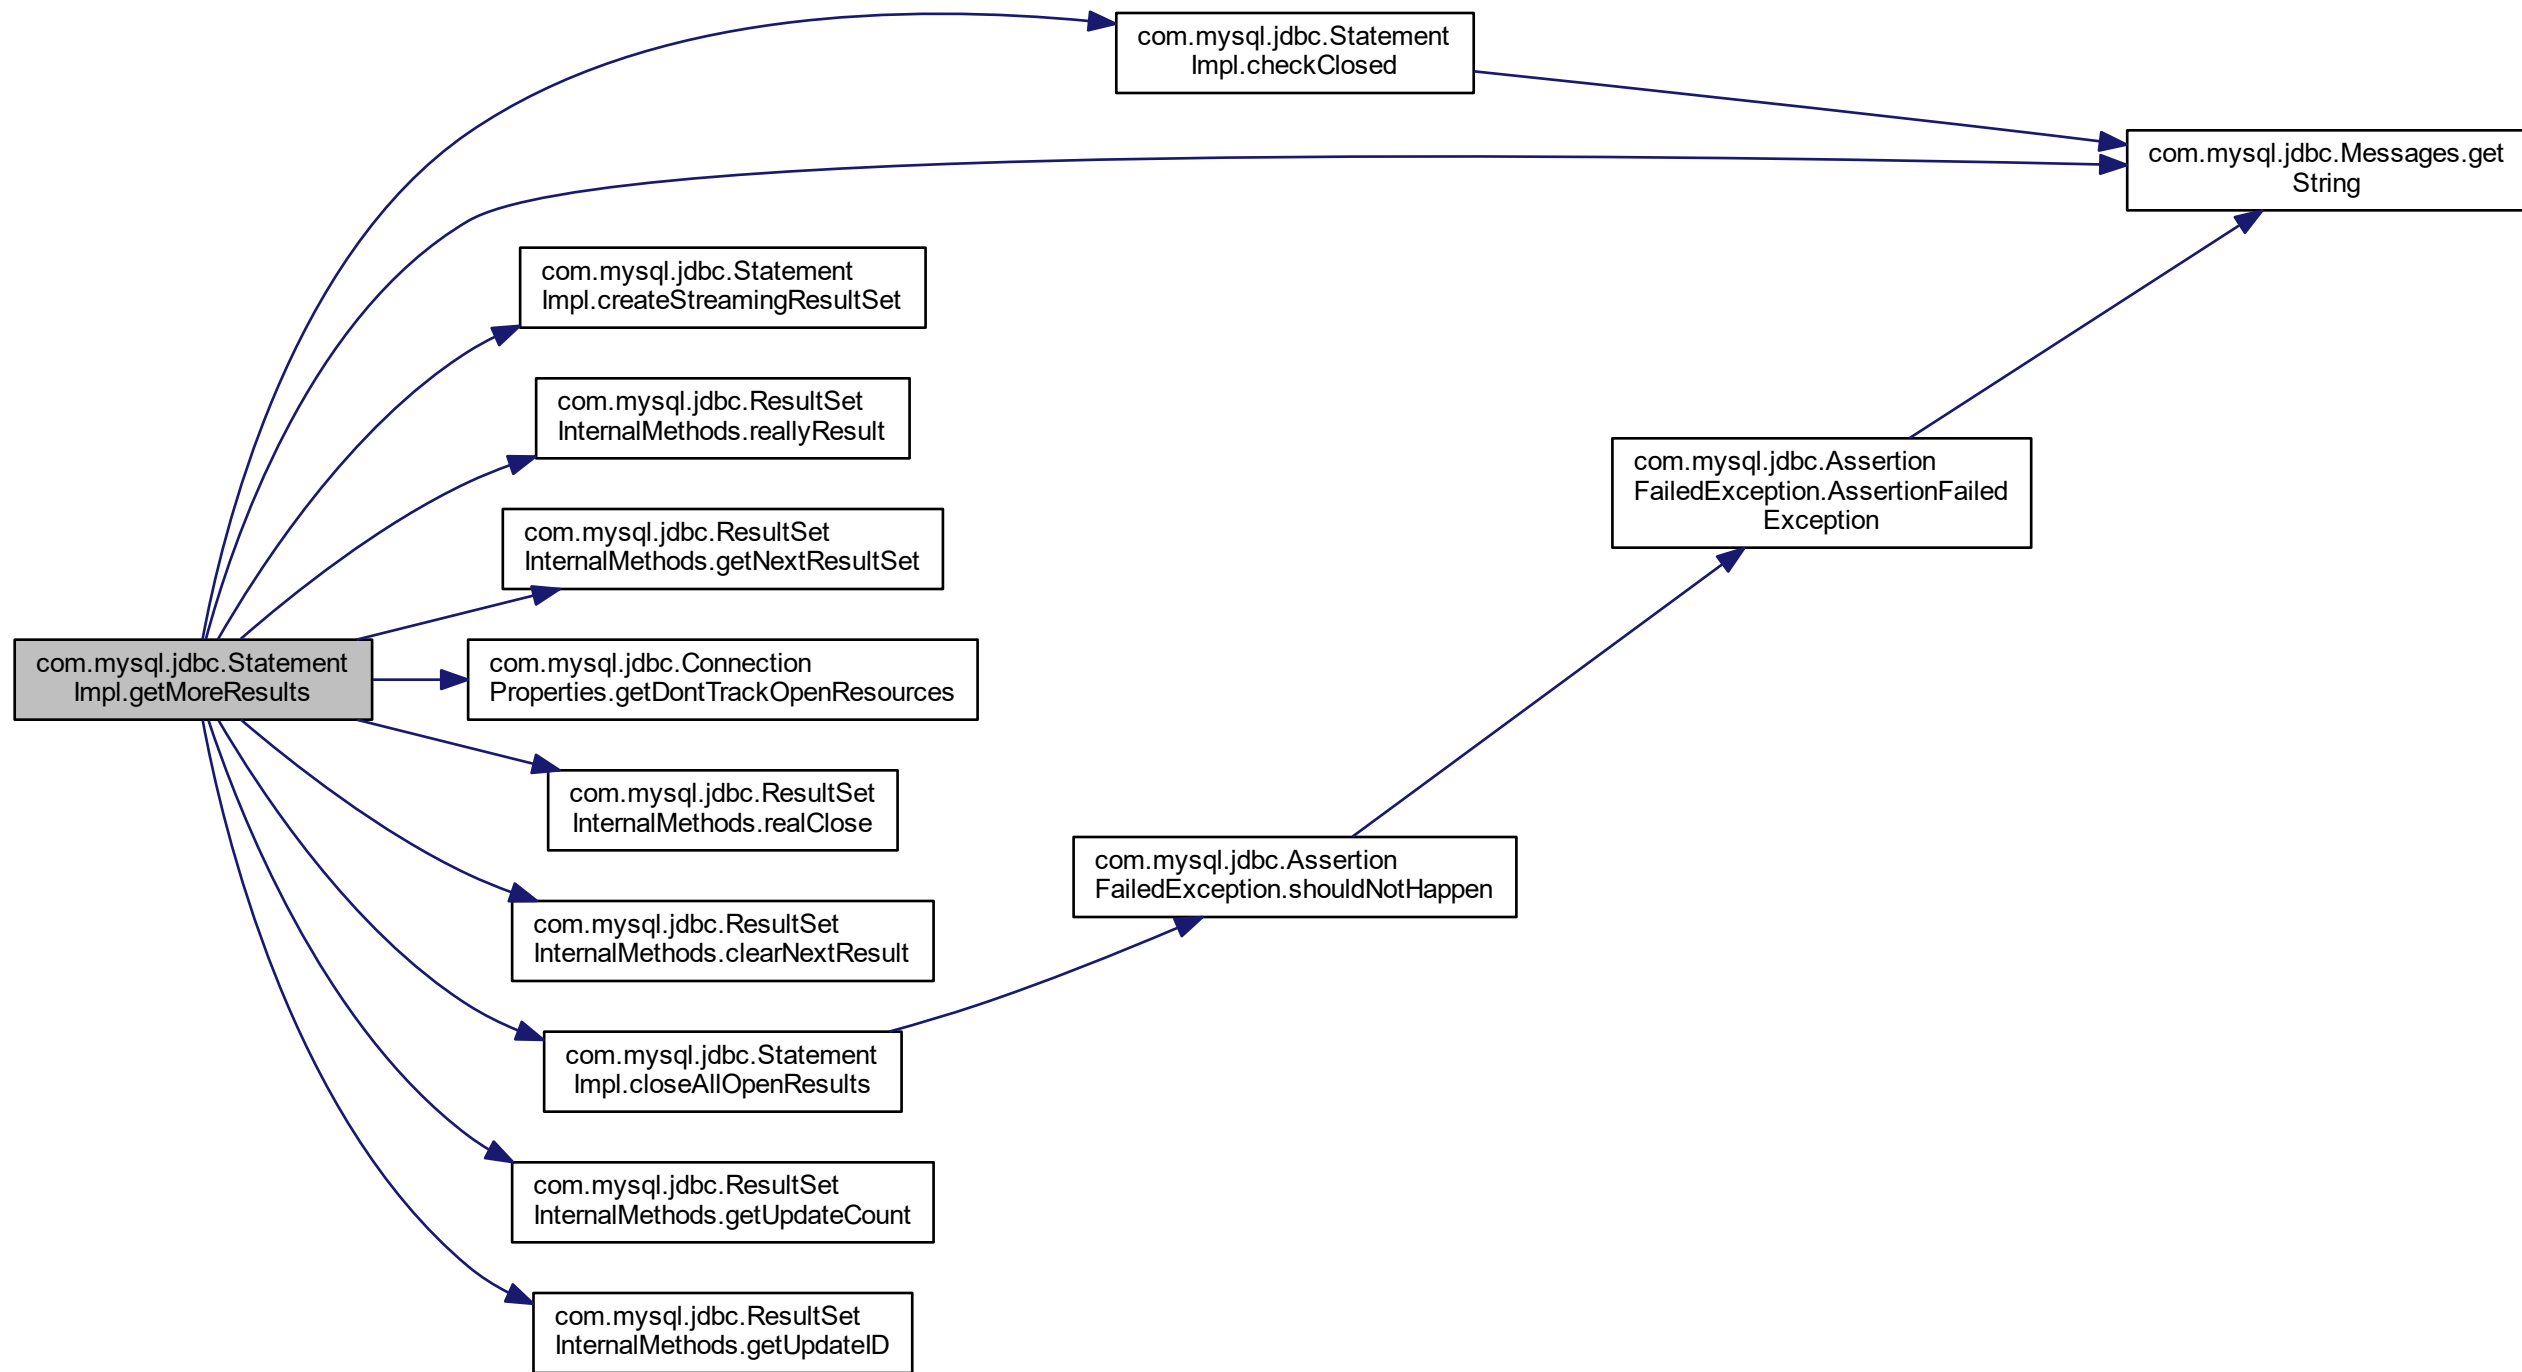 com.mysql.jdbc.Statement
Impl.checkClosed
com.mysql.jdbc.Messages.get
String
com.mysql.jdbc.Statement
Impl.createStreamingResultSet
com.mysql.jdbc.ResultSet
InternalMethods.reallyResult
com.mysql.jdbc.Assertion
FailedException.AssertionFailed
Exception
com.mysql.jdbc.ResultSet
InternalMethods.getNextResultSet
com.mysql.jdbc.Statement
Impl.getMoreResults
com.mysql.jdbc.Connection
Properties.getDontTrackOpenResources
com.mysql.jdbc.ResultSet
InternalMethods.realClose
com.mysql.jdbc.Assertion
FailedException.shouldNotHappen
com.mysql.jdbc.ResultSet
InternalMethods.clearNextResult
com.mysql.jdbc.Statement
Impl.closeAllOpenResults
com.mysql.jdbc.ResultSet
InternalMethods.getUpdateCount
com.mysql.jdbc.ResultSet
InternalMethods.getUpdateID